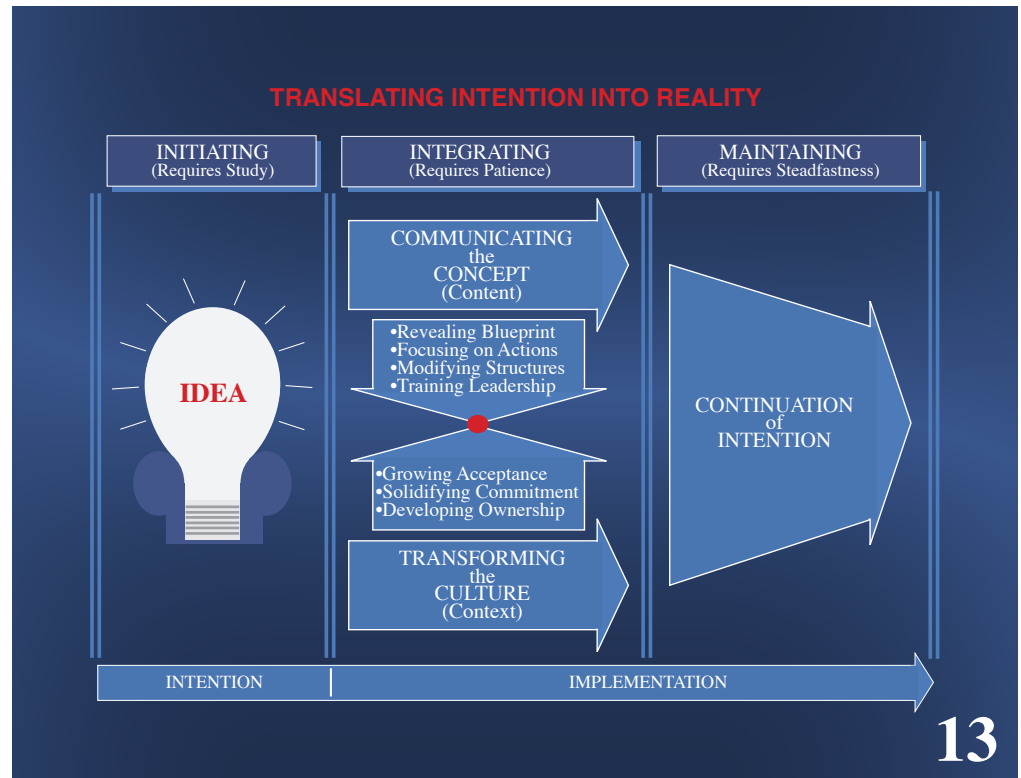 TRANSLATING INTENTION INTO REALITY
INITIATING
(Requires Study)
INTEGRATING
(Requires Patience)
MAINTAINING
(Requires Steadfastness)
IDEA
COMMUNICATING
the
CONCEPT
(Content)
•Revealing Blueprint
•Focusing on Actions
•Modifying Structures
•Training Leadership
•Growing Acceptance
•Solidifying Commitment
•Developing Ownership
TRANSFORMING
the
CULTURE
(Context)
CONTINUATION
of
INTENTION
INTENTION
IMPLEMENTATION
13